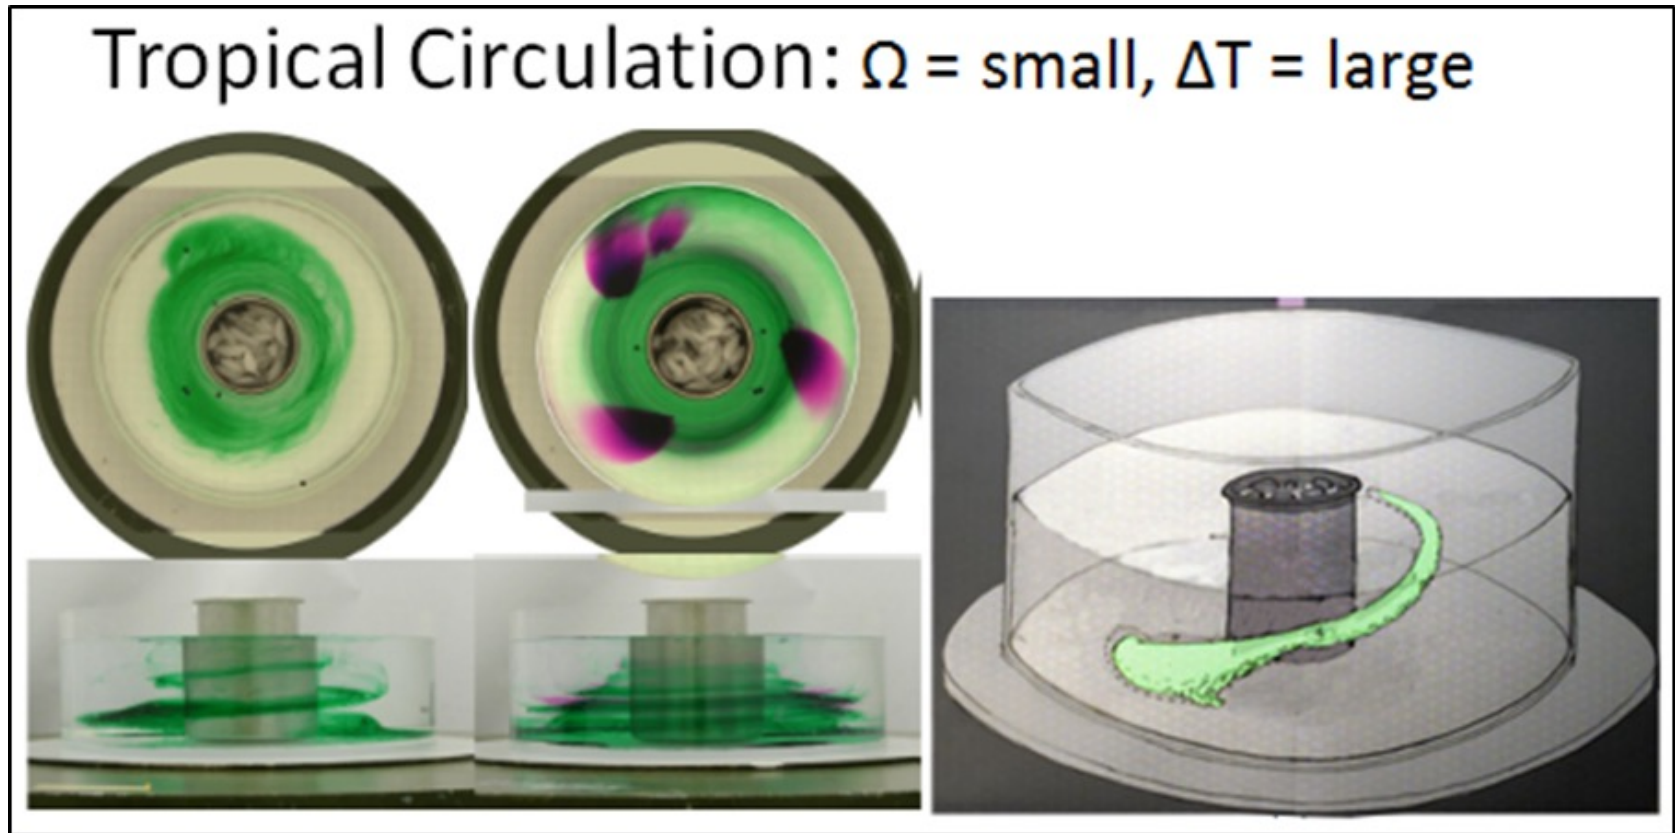 Tropical Circulation: Ω = small, ΔT = large